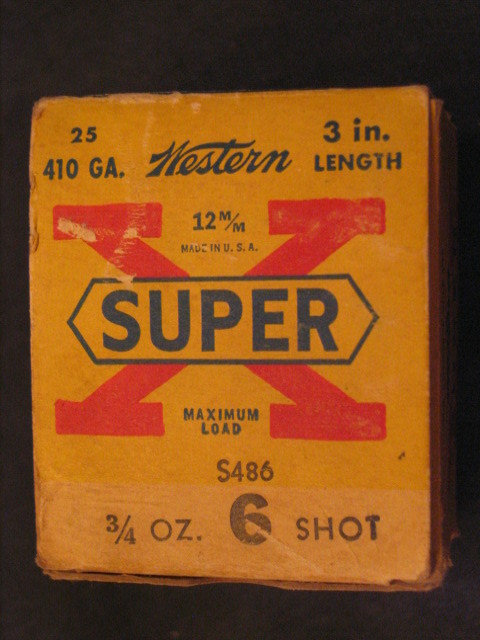 25
410 GA.
Western
3 in.
LENGTH
12 M/M
MADE IN U.S.A.
X
SUPER
MAXIMUM
LOAD
S486
3/4 OZ. 6 SHOT